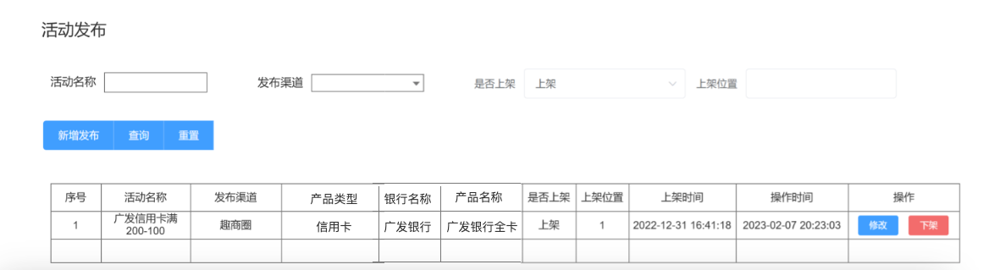 活动发布
活动名称 发布渠道 是否上架 上架 上架位置
新增发布 查询 重置
序号 活动名称 发布渠道 产品类型 银行名称 产品名称 是否上架 上架位置 上架时间 操作时间 操作
1 广发信用卡满 趣商圈 信用卡 广发银行 广发银行全卡 上架 1 2022-12-31 16:41:18 2023-02-07 20:23:03 修改 下架
200-100